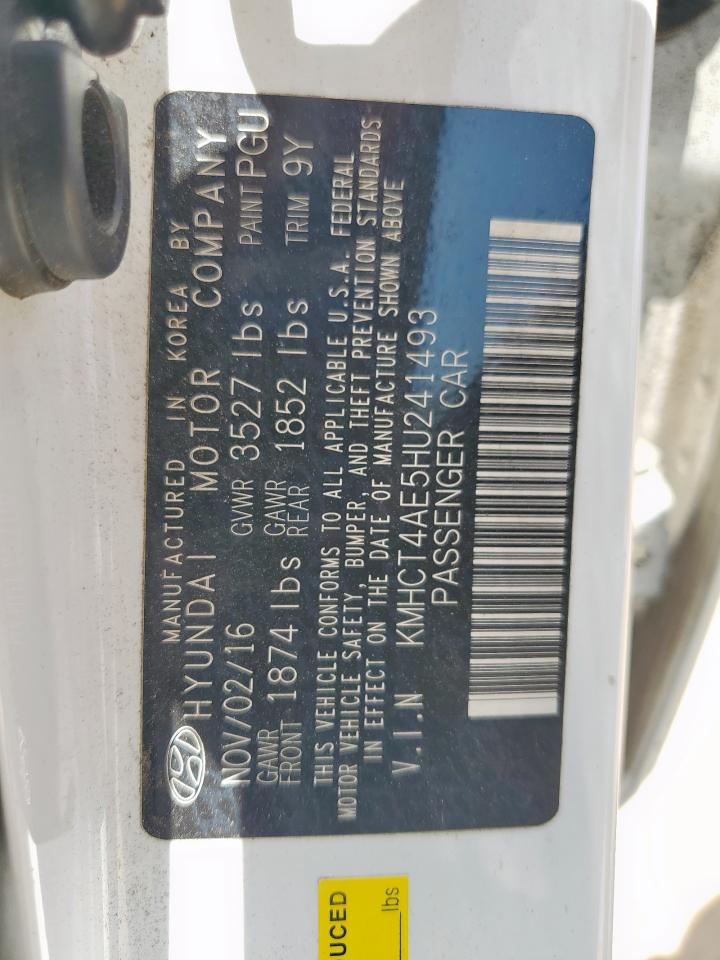 MANUFACTURED IN KOREA BY
HYUNDAI MOTOR COMPANY
NOV/02/16 GVWR 3527 lbs PAINT PGU
GAWR FRONT 1874 lbs GAWR REAR 1852 lbs TRIM 9Y
THIS VEHICLE CONFORMS TO ALL APPLICABLE U.S.A. FEDERAL
MOTOR VEHICLE SAFETY, BUMPER, AND THEFT PREVENTION STANDARDS
IN EFFECT ON THE DATE OF MANUFACTURE SHOWN ABOVE
V.I.N KMHCT4AE5HU241493
PASSENGER CAR
UCED
lbs